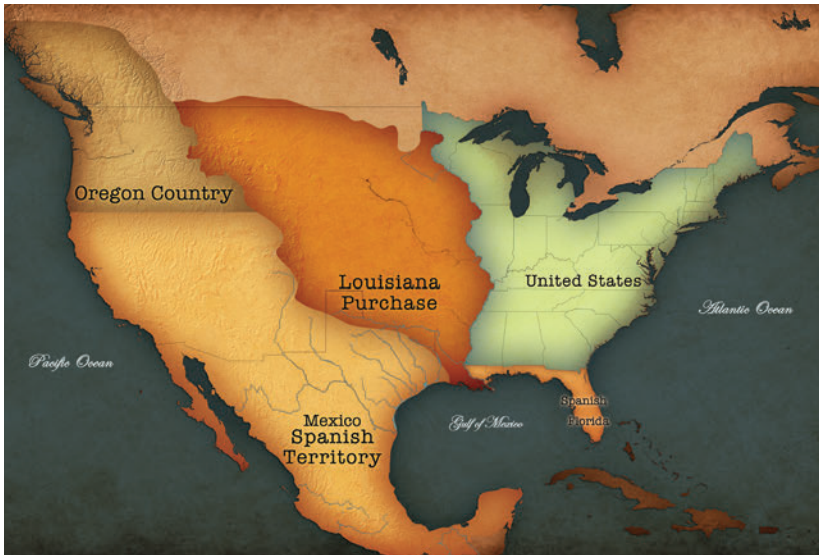 Oregon Country
Louisiana
Purchase
United States
Atlantic Ocean
Pacific Ocean
Mexico
Spanish
Territory
Gulf of Mexico
Spanish
Florida